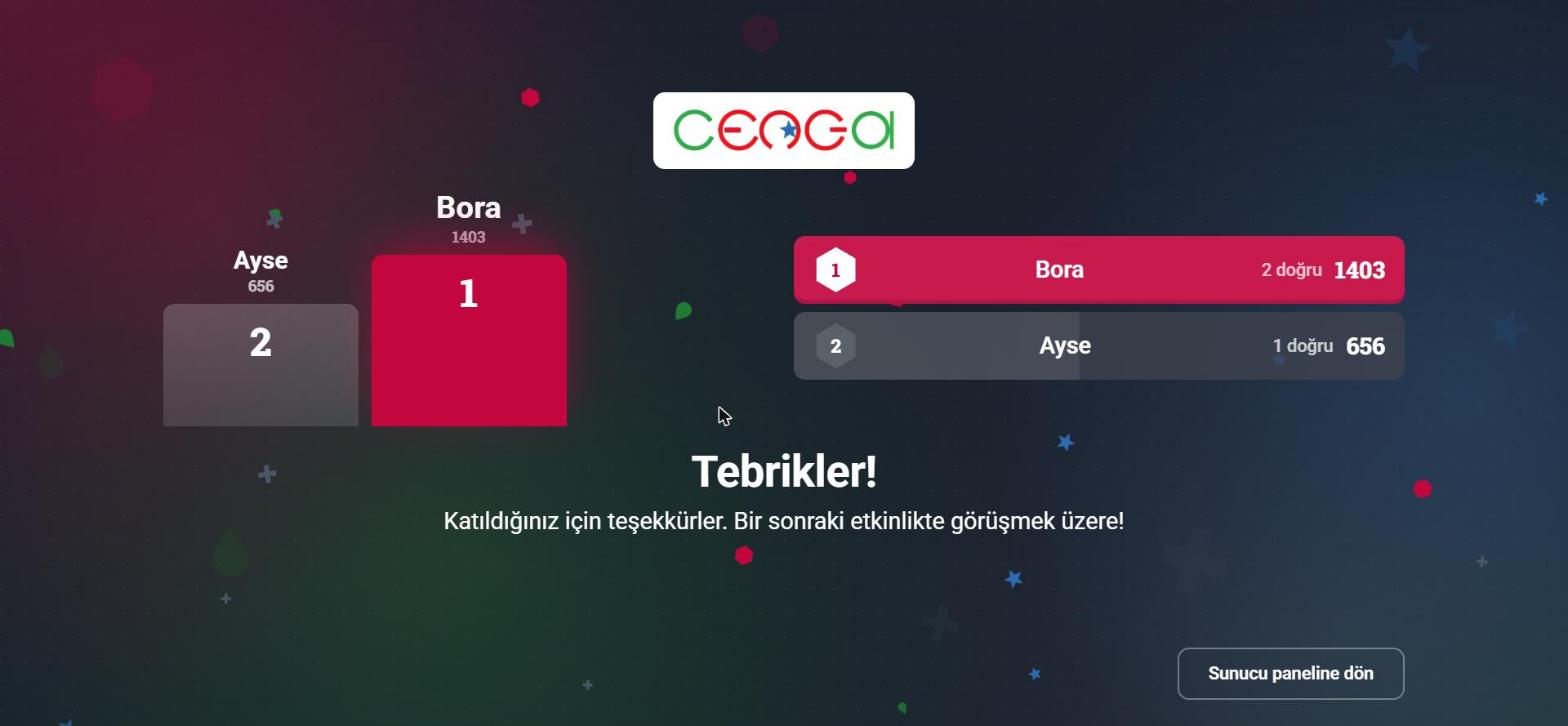 cenga
Bora
1403
Ayse
656
1
2
1 Bora 2 doğru 1403
2 Ayse 1 doğru 656
Tebrikler!
Katıldığınız için teşekkürler. Bir sonraki etkinlikte görüşmek üzere!
Sunucu paneline dön